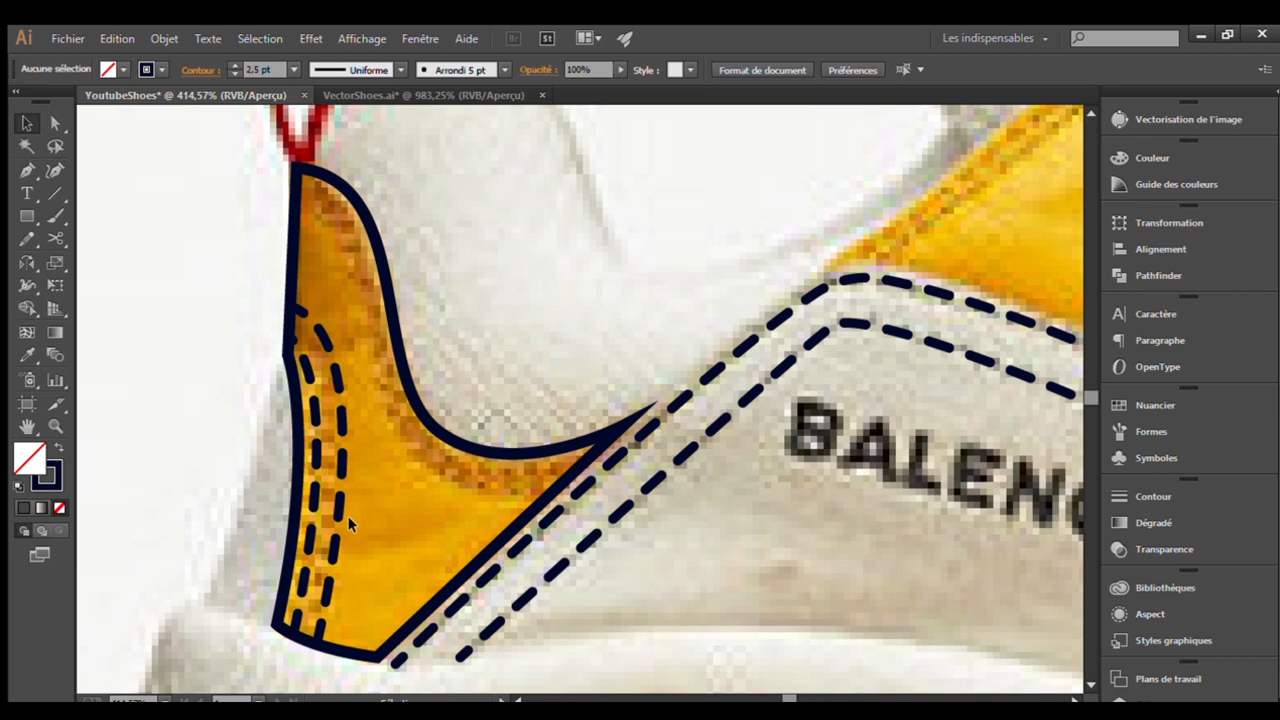 Ai Fichier Edition Objet Texte Sélection Effet Affichage Fenêtre Aide Br St Les indispensables
Aucune sélection Contour : 2,5 pt Uniforme Arrondi 5 pt Opacité : 100% Style : Format de document Préférences
YoutubeShoes* @ 414,57% (RVB/Aperçu) × VectorShoes.ai* @ 983,25% (RVB/Aperçu) ×
Vectorisation de l'image
Couleur
Guide des couleurs
Transformation
Alignement
Pathfinder
Caractère
Paragraphe
OpenType
Nuancier
Formes
Symboles
Contour
Dégradé
Transparence
Bibliothèques
Aspect
Styles graphiques
Plans de travail
BALENC